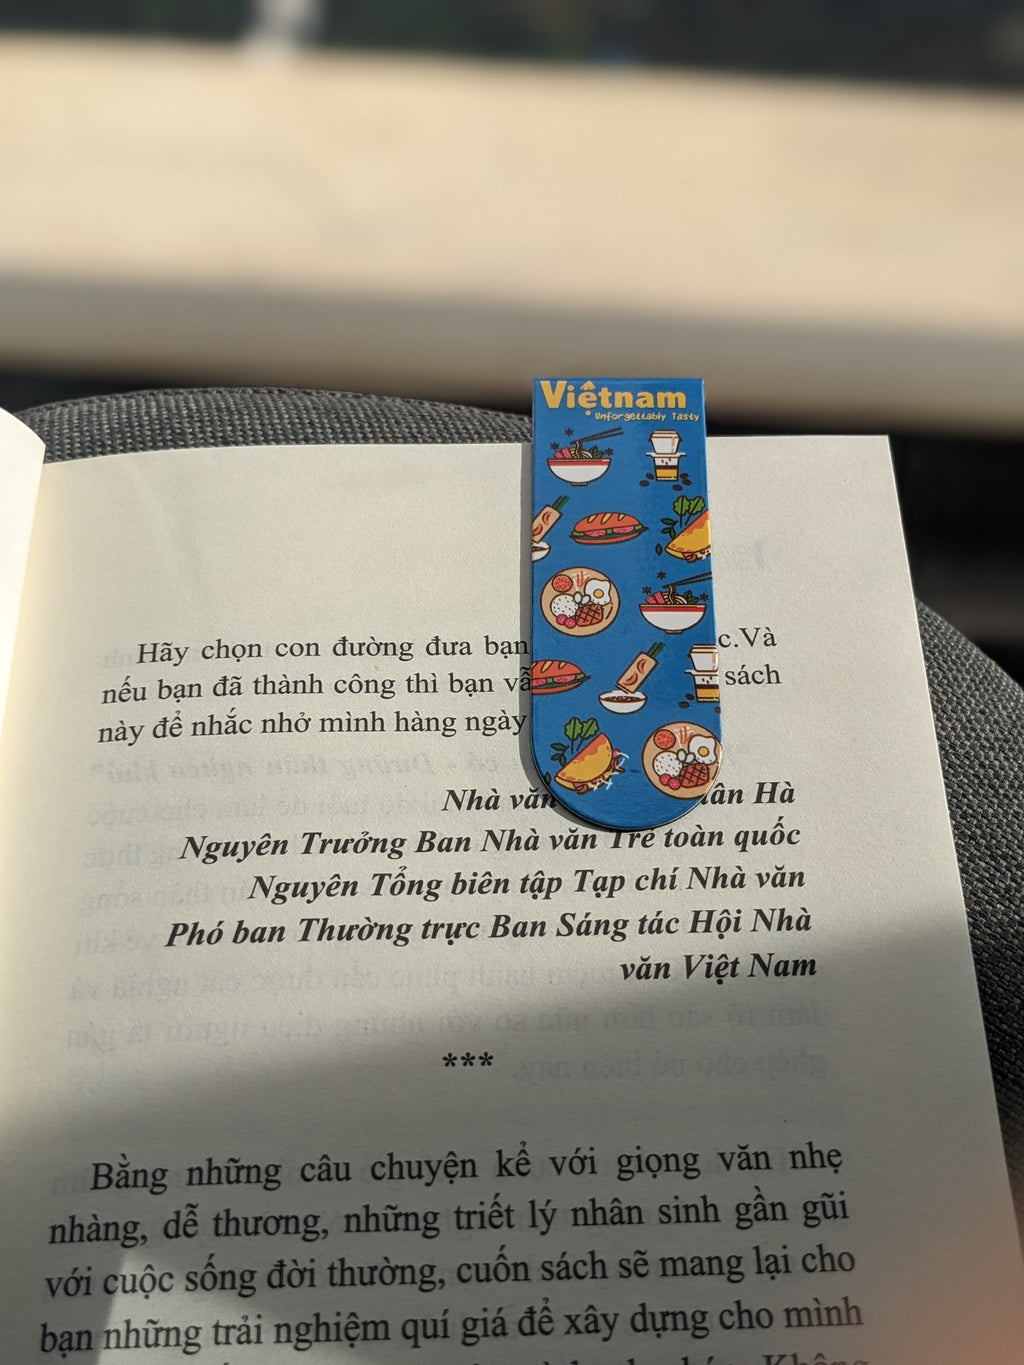 Việtnam
Unforgettably Tasty
Hãy chọn con đường đưa bạn c.Và
nếu bạn đã thành công thì bạn sách
này để nhắc nhở mình hàng ngày
Nhà văn Hà
Nguyên Trưởng Ban Nhà văn Trẻ toàn quốc
Nguyên Tổng biên tập Tạp chí Nhà văn
Phó ban Thường trực Ban Sáng tác Hội Nhà
văn Việt Nam
***
Bằng những câu chuyện kể với giọng văn nhẹ
nhàng, dễ thương, những triết lý nhân sinh gần gũi
với cuộc sống đời thường, cuốn sách sẽ mang lại cho
bạn những trải nghiệm quí giá để xây dựng cho mình